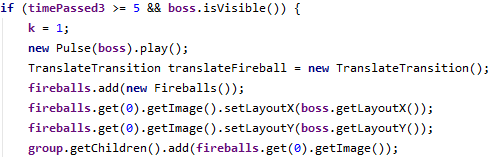 if (timePassed3 >= 5 && boss.isVisible()) {
    k = 1;
    new Pulse(boss).play();
    TranslateTransition translateFireball = new TranslateTransition();
    fireballs.add(new Fireballs());
    fireballs.get(0).getImage().setLayoutX(boss.getLayoutX());
    fireballs.get(0).getImage().setLayoutY(boss.getLayoutY());
    group.getChildren().add(fireballs.get(0).getImage());